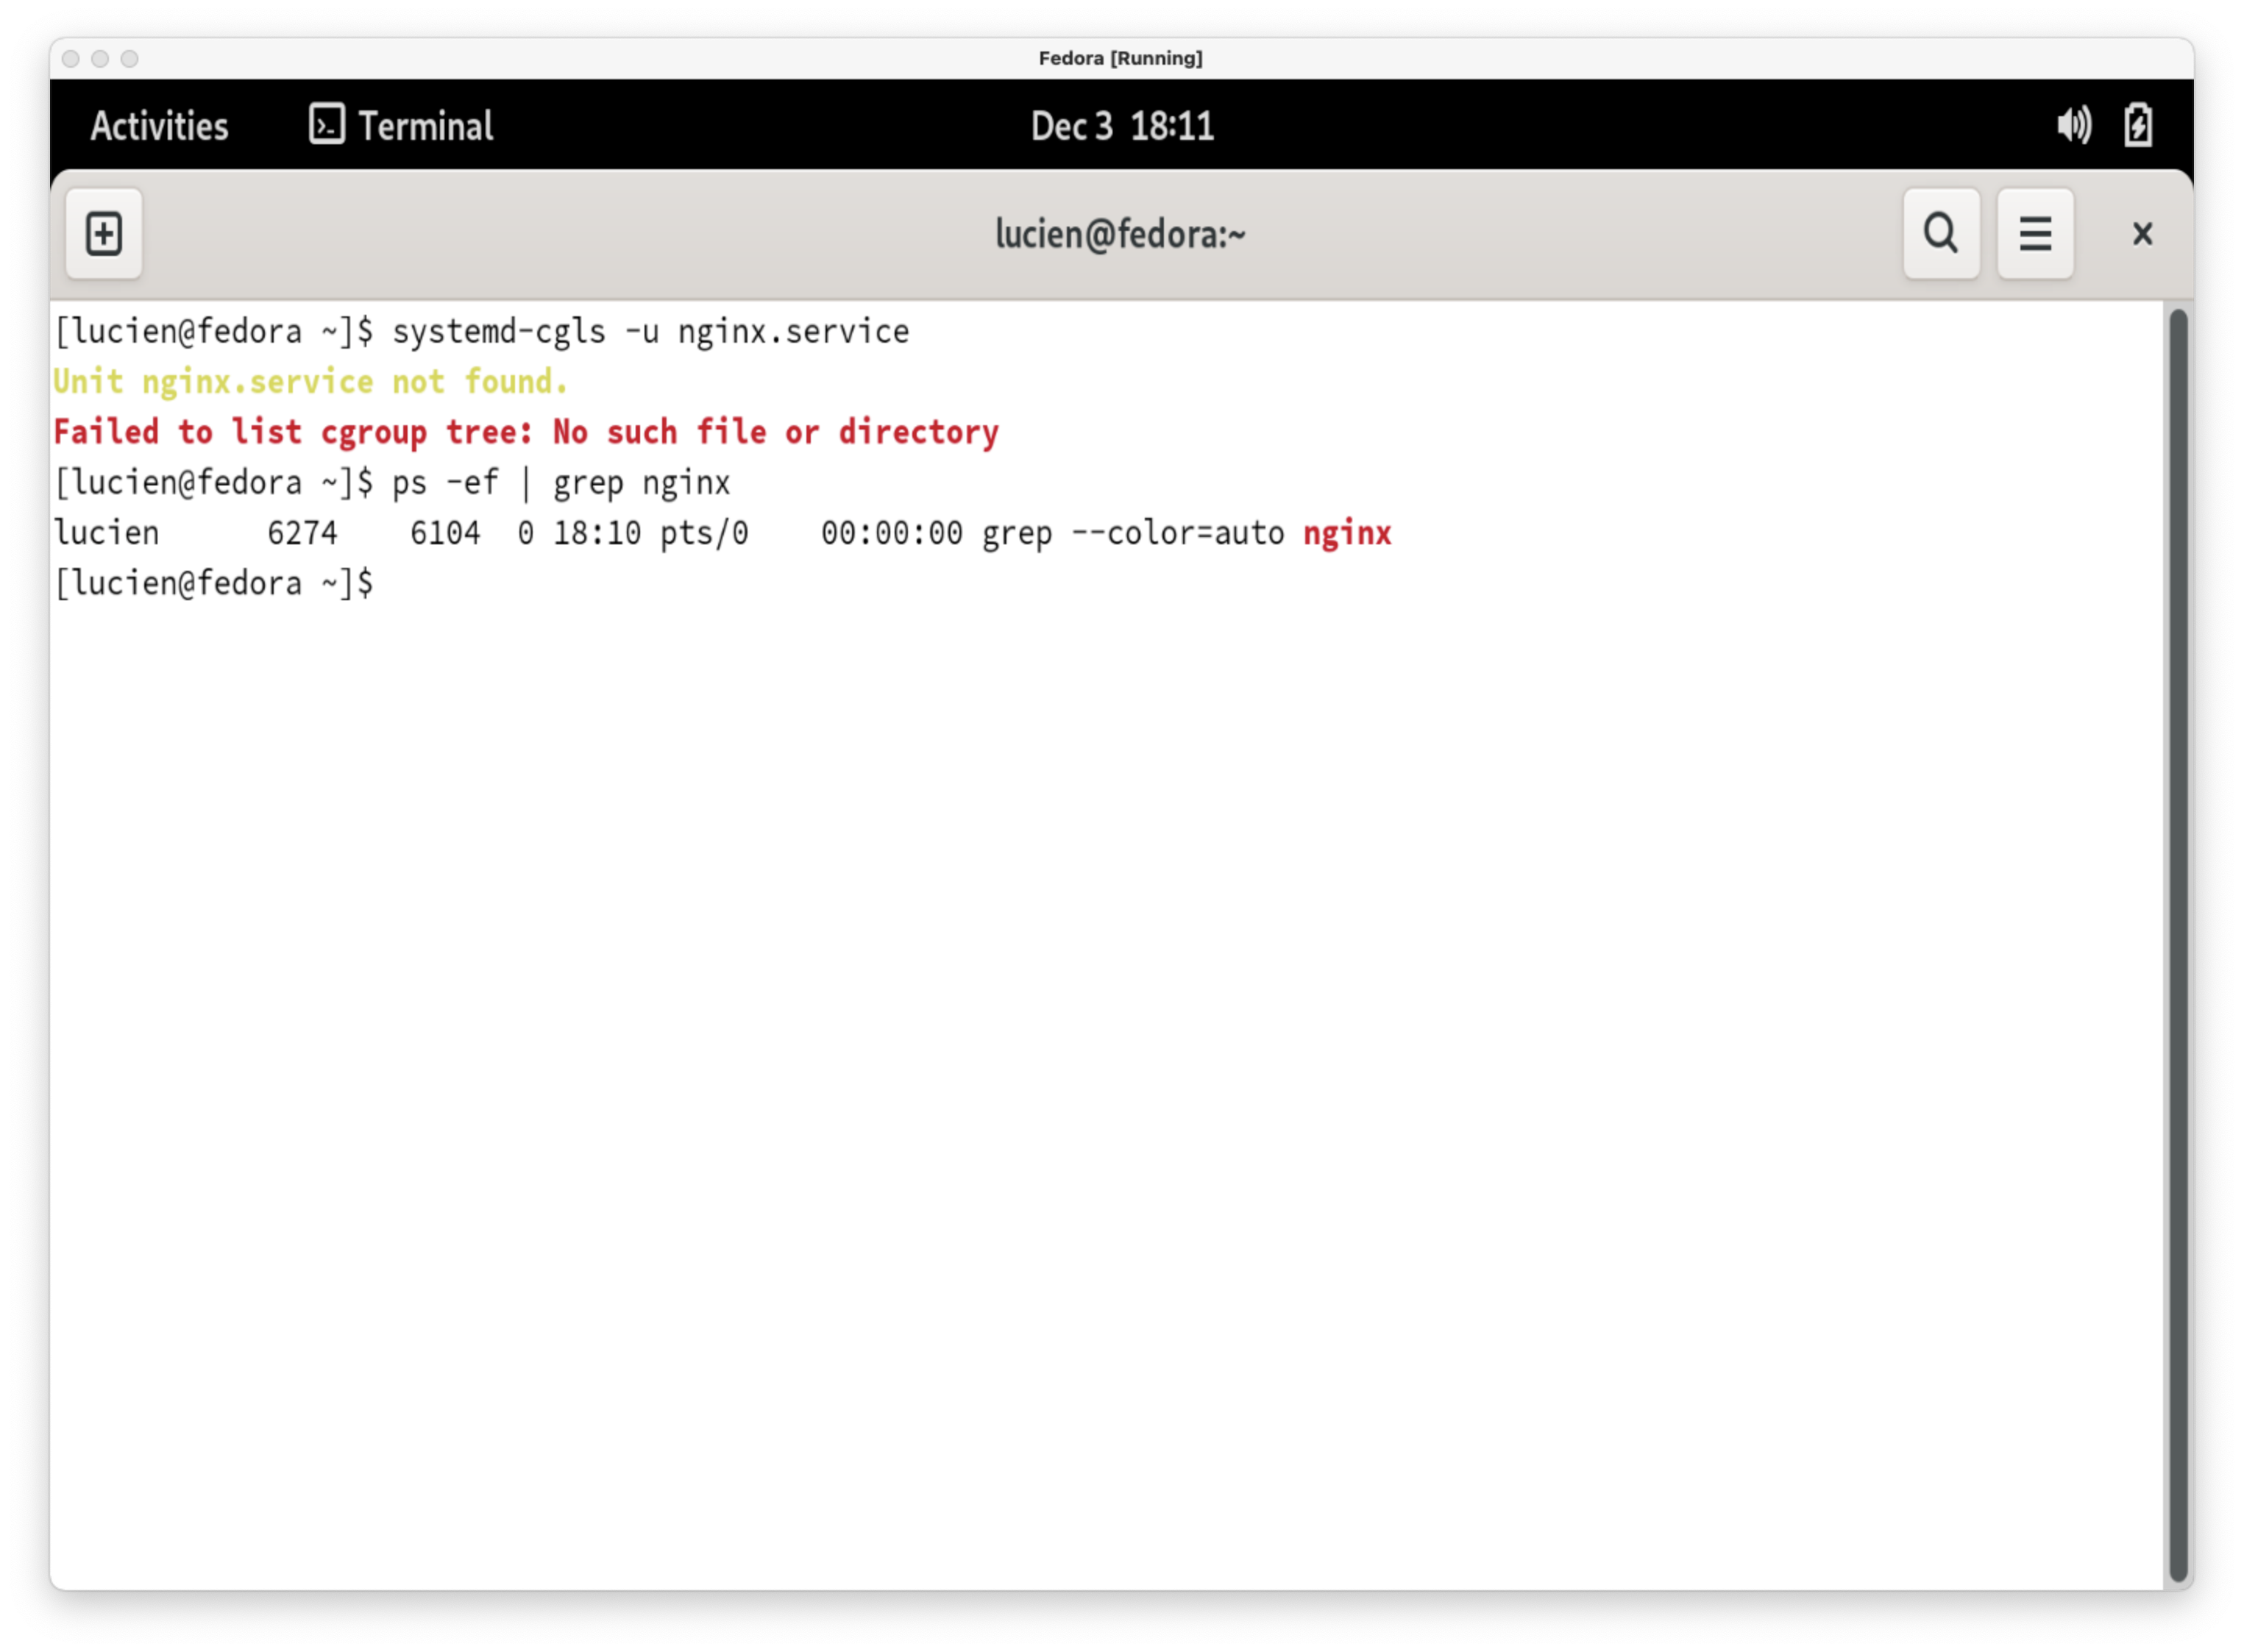 Fedora [Running]
Activities Terminal Dec 3 18:11
lucien@fedora:~
[lucien@fedora ~]$ systemd-cgls -u nginx.service
Unit nginx.service not found.
Failed to list cgroup tree: No such file or directory
[lucien@fedora ~]$ ps -ef | grep nginx
lucien      6274    6104  0 18:10 pts/0    00:00:00 grep --color=auto nginx
[lucien@fedora ~]$